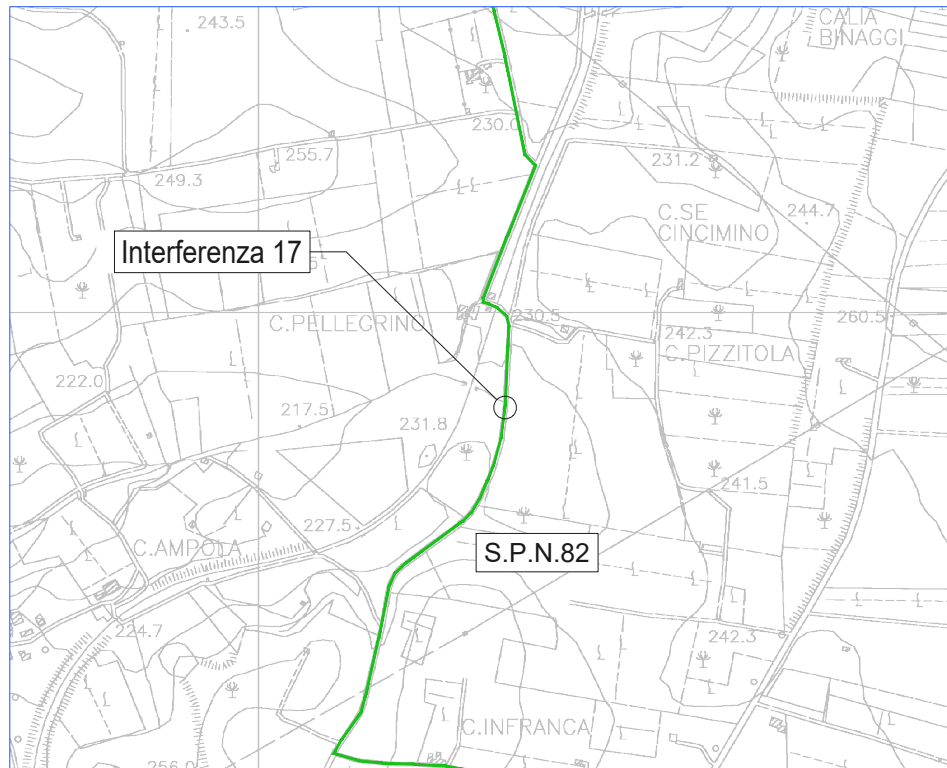 243.5
CALIA
BINAGGI
230.0
255.7
231.2
249.3
C.SE
CINCIMINO
244.7
Interferenza 17
C.PELLEGRINO
230.5
260.5
242.3
C.PIZZITOLA
222.0
217.5
231.8
241.5
227.5
S.P.N.82
C.AMPOLA
224.7
242.3
C.INFRANCA
256.0